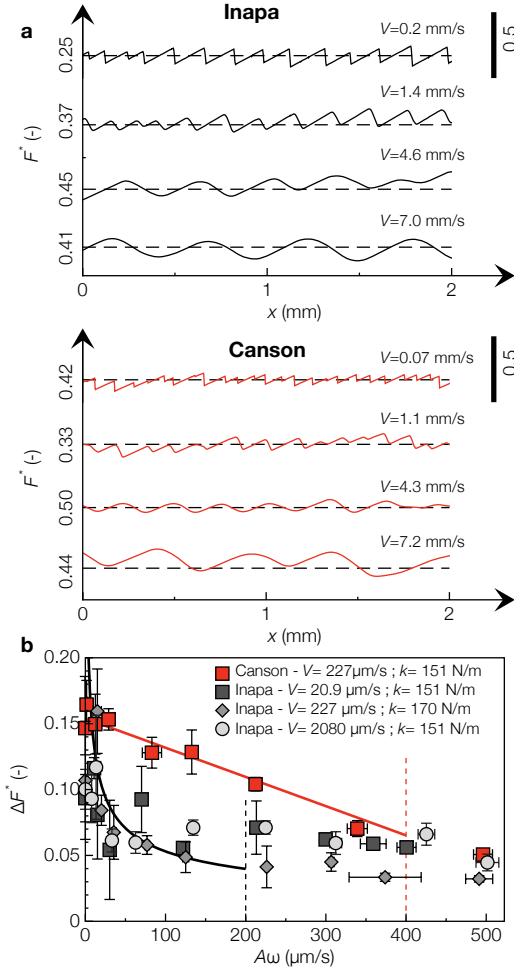 a
Inapa
0.5
V=0.2 mm/s
0.25
V=1.4 mm/s
0.37
F* (-)
V=4.6 mm/s
0.45
V=7.0 mm/s
0.41
0 1 2
x (mm)
Canson
0.5
V=0.07 mm/s
0.42
V=1.1 mm/s
0.33
F* (-)
V=4.3 mm/s
0.50
V=7.2 mm/s
0.44
0 1 2
x (mm)
b
0.20
Canson - V= 227µm/s ; k= 151 N/m
Inapa - V= 20.9 µm/s ; k= 151 N/m
Inapa - V= 227 µm/s ; k= 170 N/m
Inapa - V= 2080 µm/s ; k= 151 N/m
0.15
ΔF* (-)
0.10
0.05
0
0 100 200 300 400 500
Aω (µm/s)